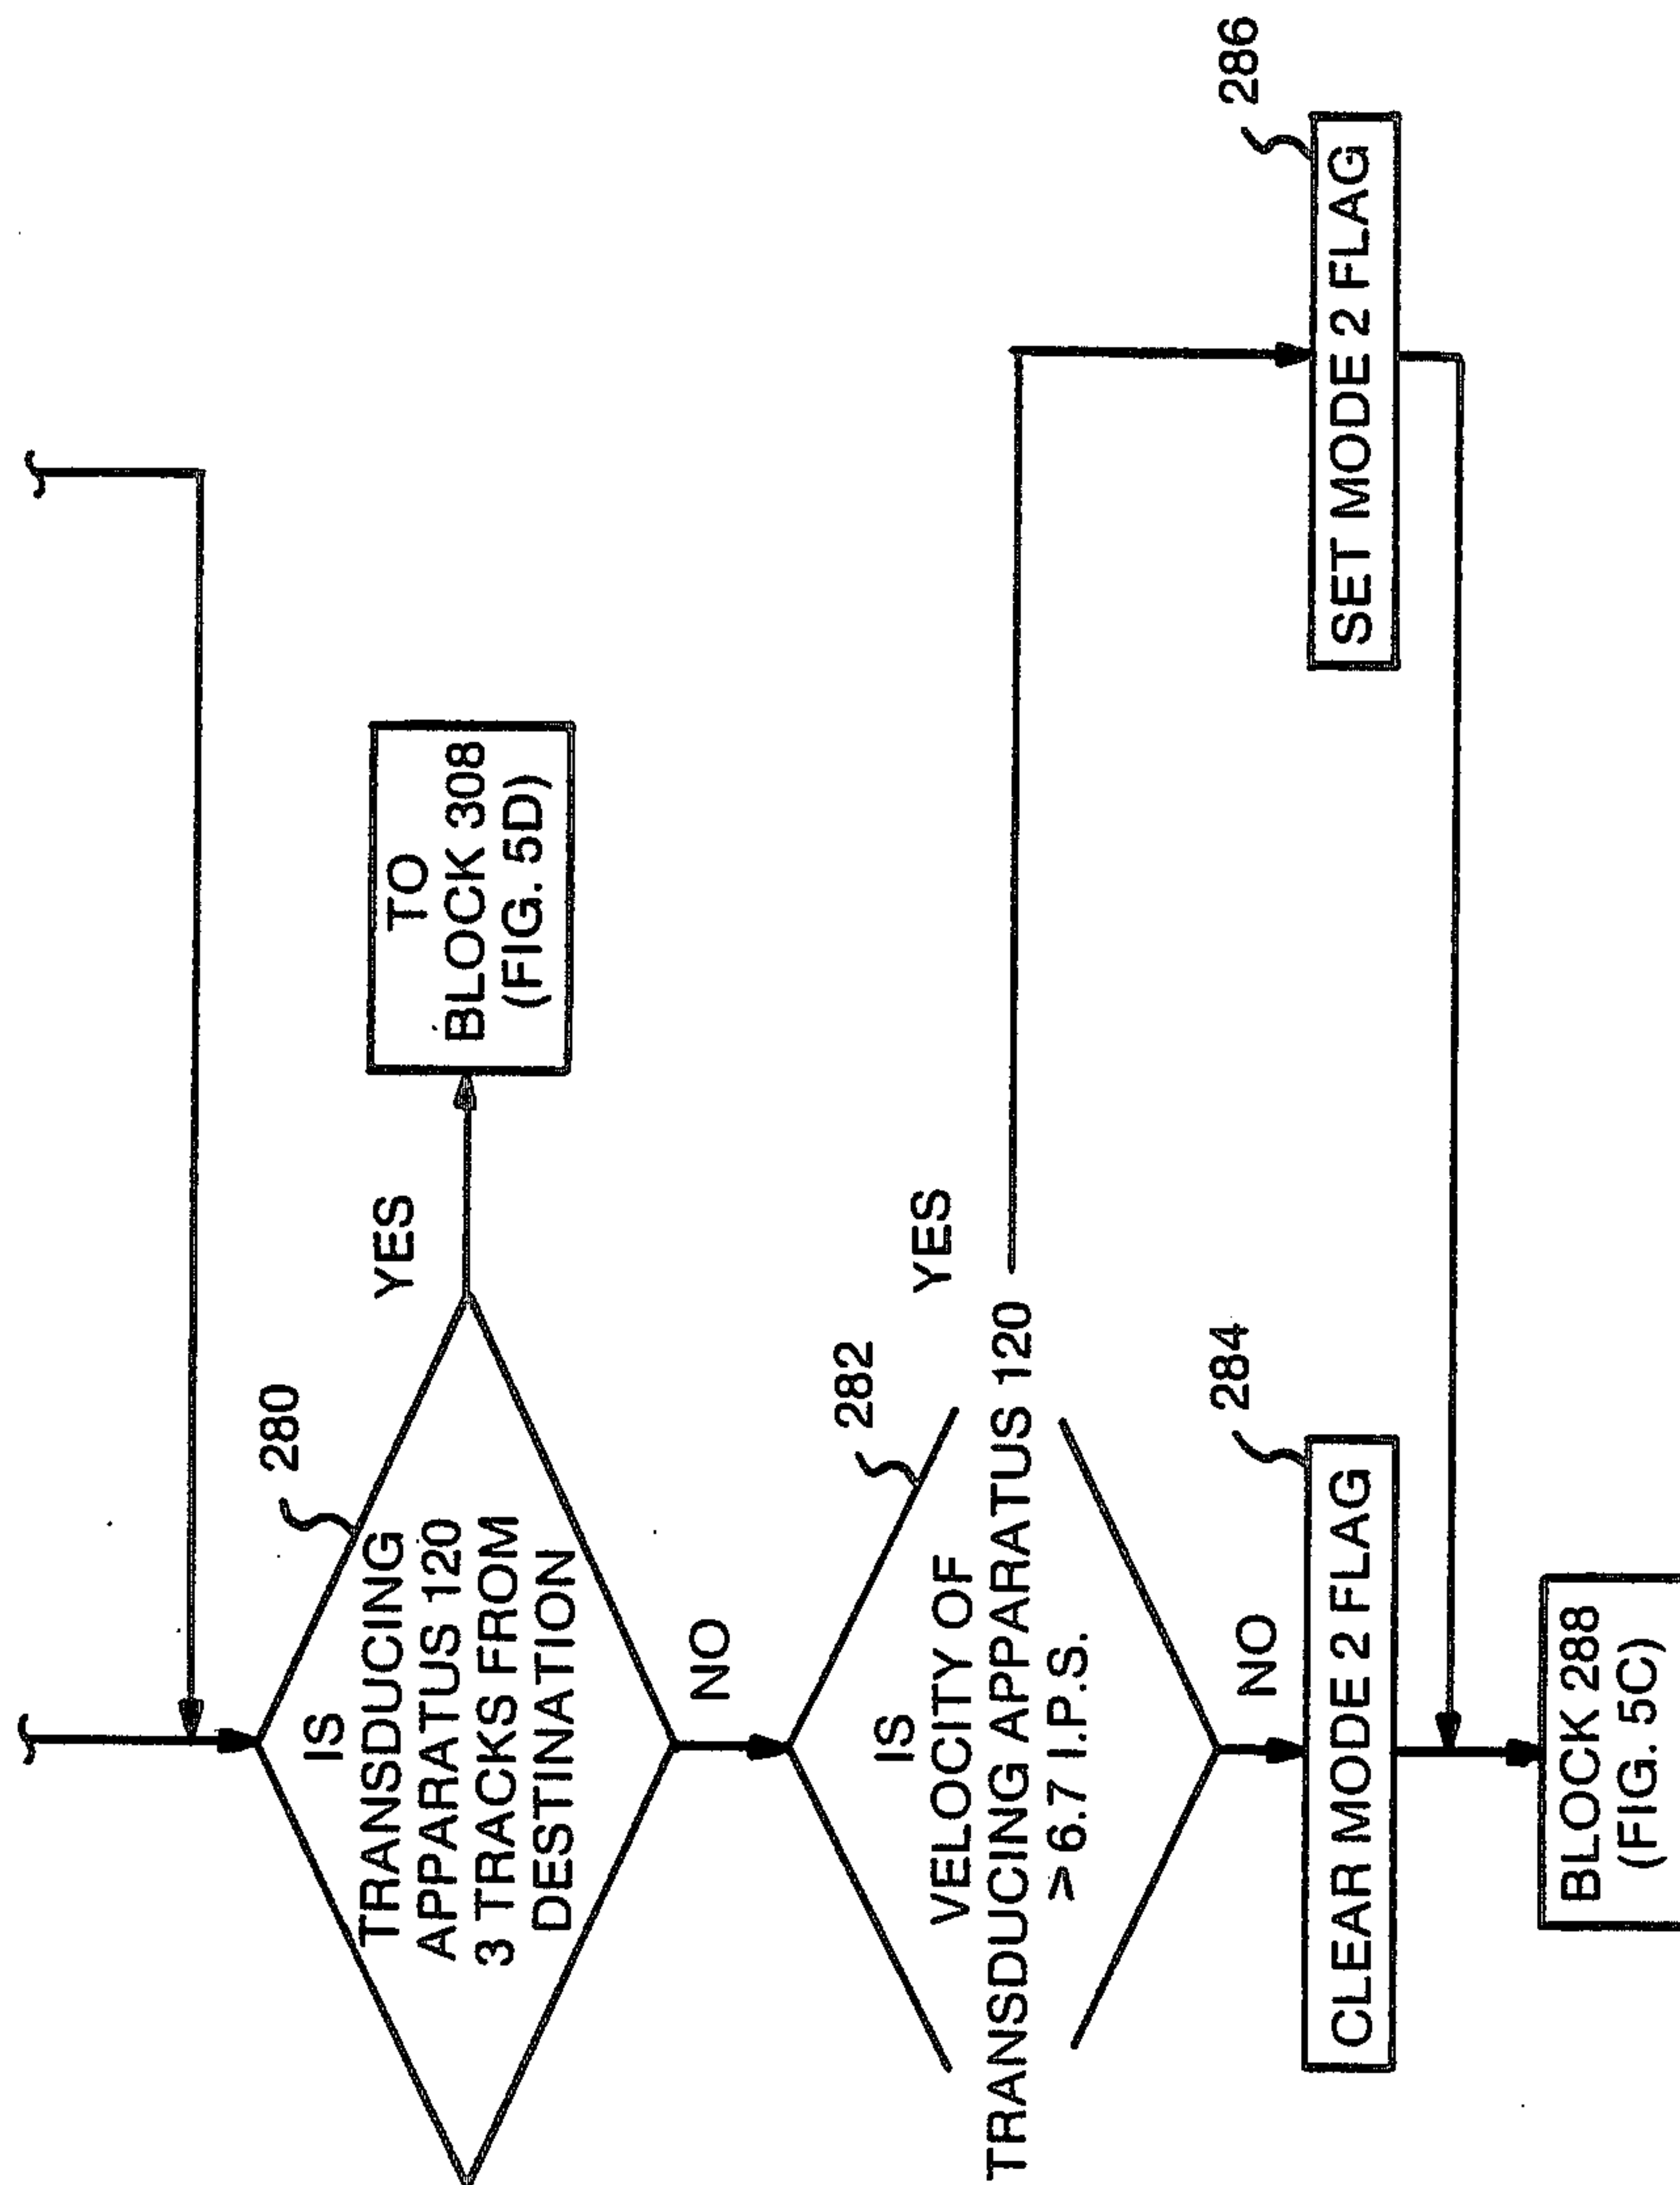 280
IS
TRANSDUCING
APPARATUS 120
3 TRACKS FROM
DESTINATION
YES
TO
BLOCK 308
(FIG. 5D)
NO
282
IS
VELOCITY OF
TRANSDUCING APPARATUS 120
> 6.7 I.P.S.
YES
NO
284
CLEAR MODE 2 FLAG
286
SET MODE 2 FLAG
BLOCK 288
(FIG. 5C)